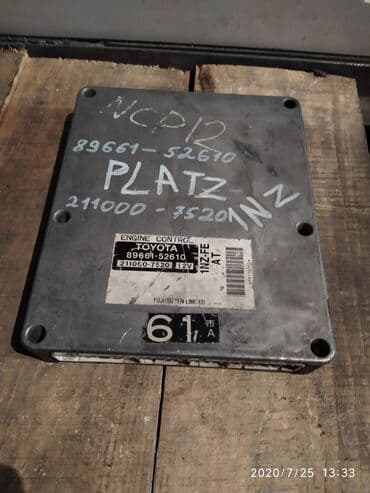 NCP12
89661-52610
PLATZ
211000-7520
1NZ
ENGINE CONTROL
TOYOTA
89661-52610
211000-7520 12V
1NZ-FE
AT
FUJITSU TEN LIMITED
61
A
2020/7/25 13:33